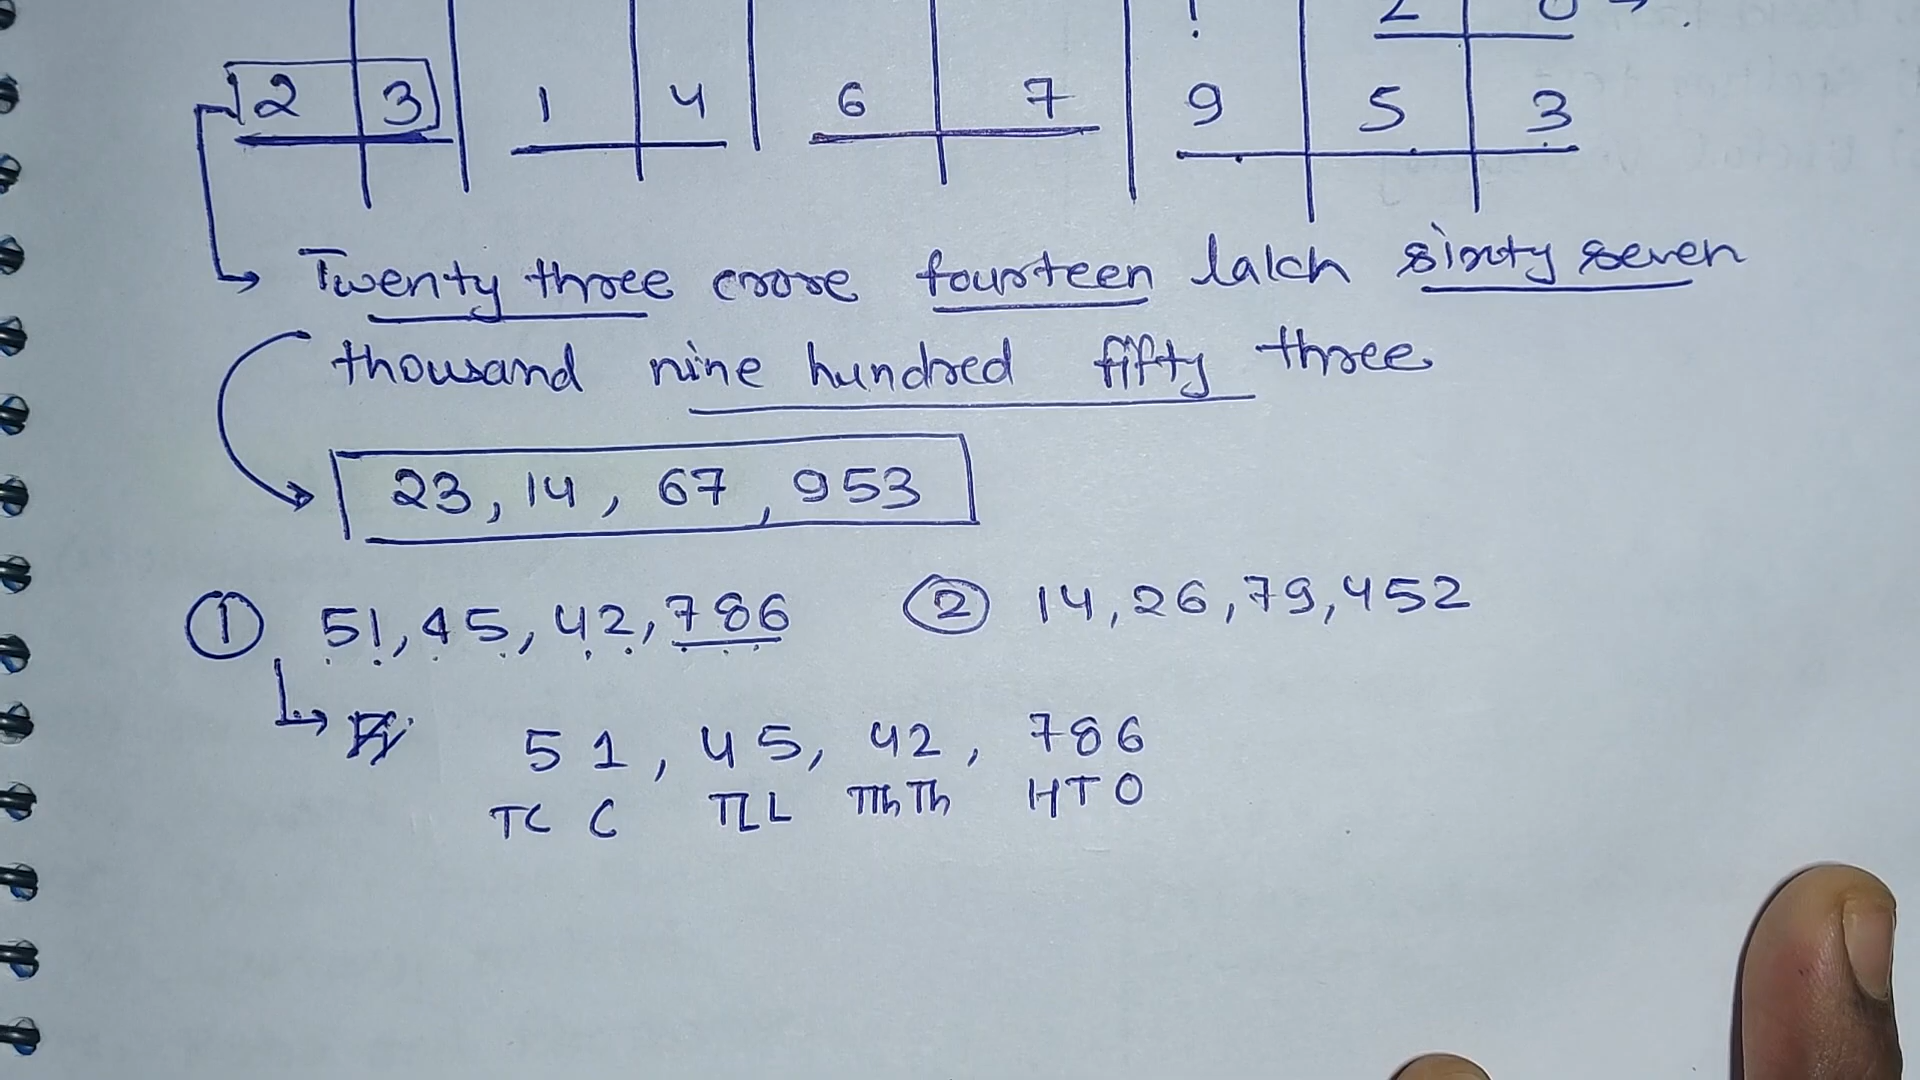 2 3 1 4 6 7 9 5 3
Twenty three crore fourteen lakh sixty seven
thousand nine hundred fifty three
23, 14, 67, 953
① 51,45,42,786 ② 14,26,79,452
51, 45, 42, 786
TC C TL L TTh Th H T O